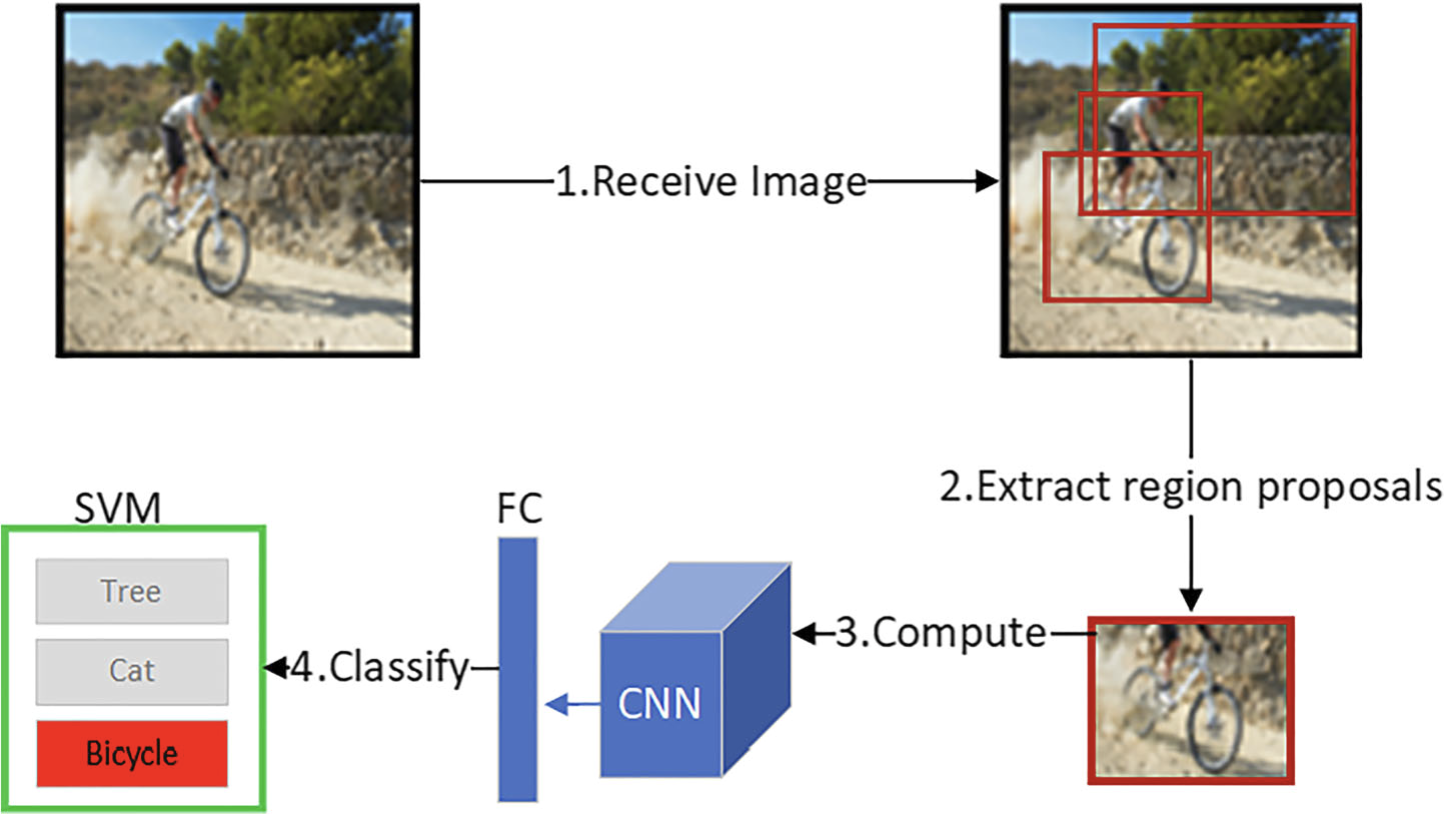 1.Receive Image
2.Extract region proposals
3.Compute
CNN
FC
4.Classify
SVM
Tree
Cat
Bicycle